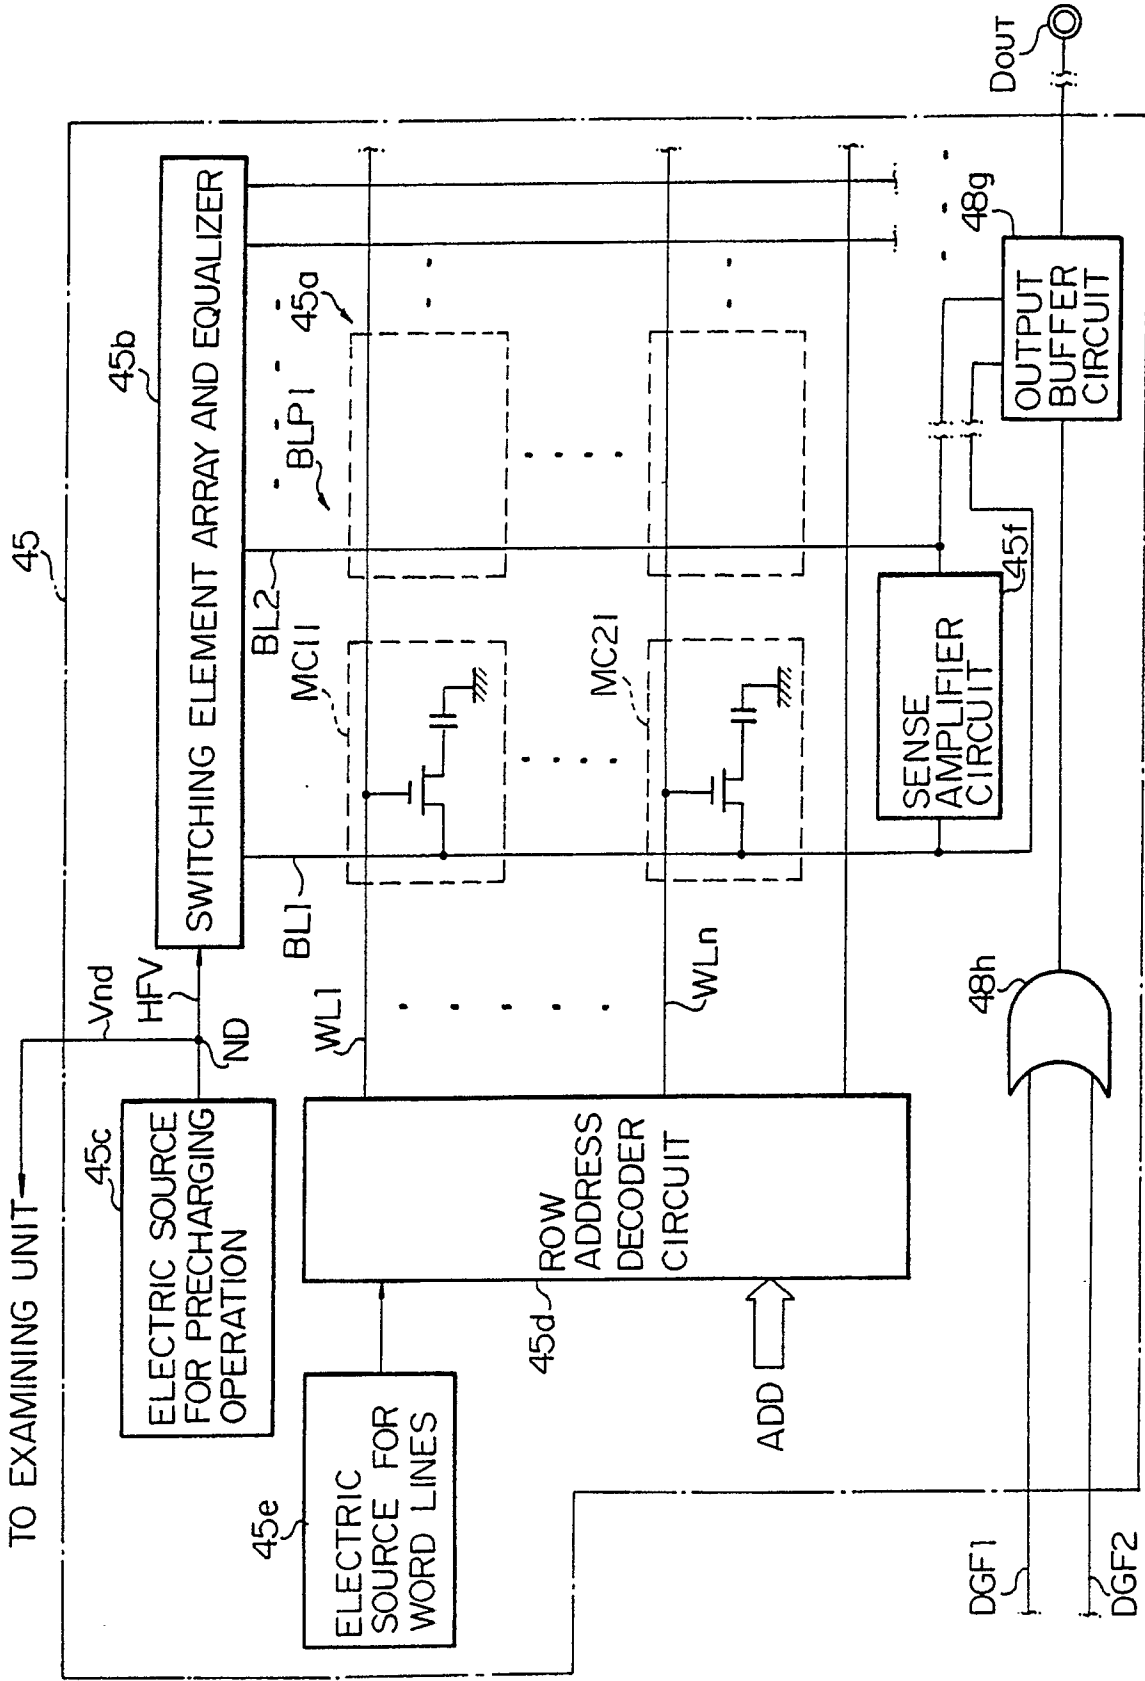 TO EXAMINING UNIT
45
Vnd
45c
ELECTRIC SOURCE
FOR PRECHARGING
OPERATION
HFV
ND
45b
SWITCHING ELEMENT ARRAY AND EQUALIZER
BL1
BL2
BLP1
45a
MC11
WL1
45e
ELECTRIC
SOURCE FOR
WORD LINES
45d
ROW
ADDRESS
DECODER
CIRCUIT
ADD
WLn
MC21
SENSE
AMPLIFIER
CIRCUIT
45f
48g
OUTPUT
BUFFER
CIRCUIT
DOUT
48h
DGF1
DGF2